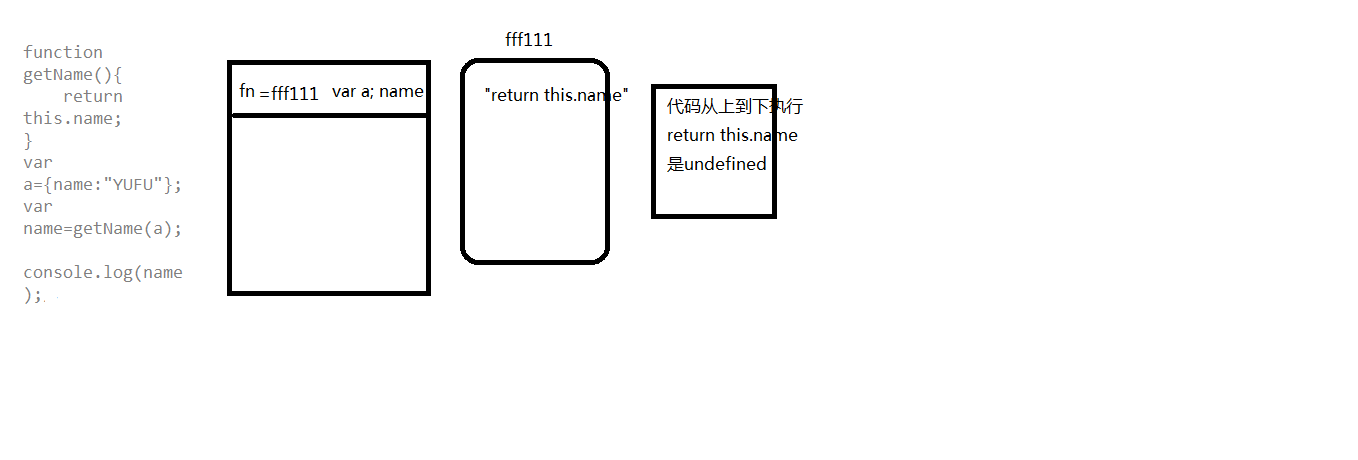 function
getName(){
    return
this.name;
}
var
a={name:"YUFU"};
var
name=getName(a);
console.log(name
);
fn =fff111 var a; name
fff111
"return this.name"
代码从上到下执行
return this.name
是undefined